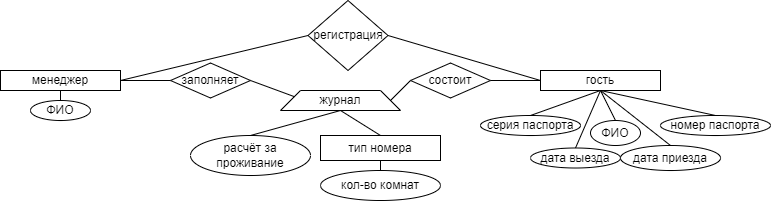 регистрация
менеджер
заполняет
состоит
гость
журнал
ФИО
серия паспорта
ФИО
номер паспорта
расчёт за
проживание
тип номера
дата выезда
дата приезда
кол-во комнат